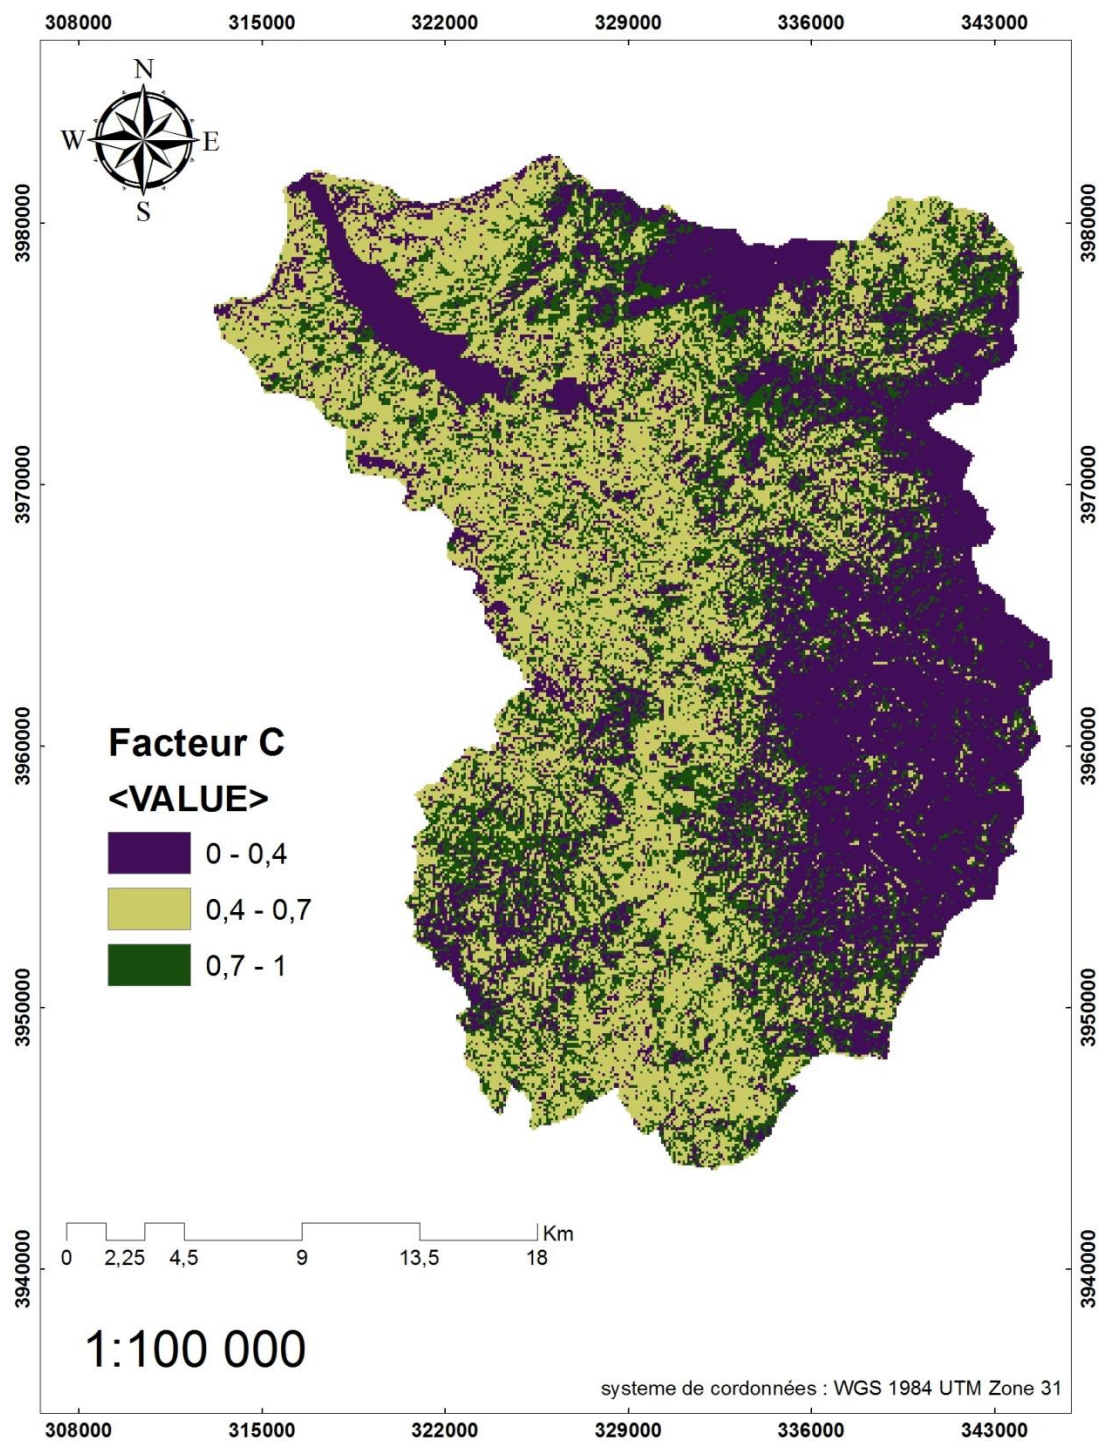 308000 315000 322000 329000 336000 343000
N
W E
S
3980000 3980000
3970000 3970000
3960000 3960000
3950000 3950000
3940000 3940000
Facteur C
<VALUE>
0 - 0,4
0,4 - 0,7
0,7 - 1
Km
0 2,25 4,5 9 13,5 18
1:100 000
systeme de cordonnées : WGS 1984 UTM Zone 31
308000 315000 322000 329000 336000 343000